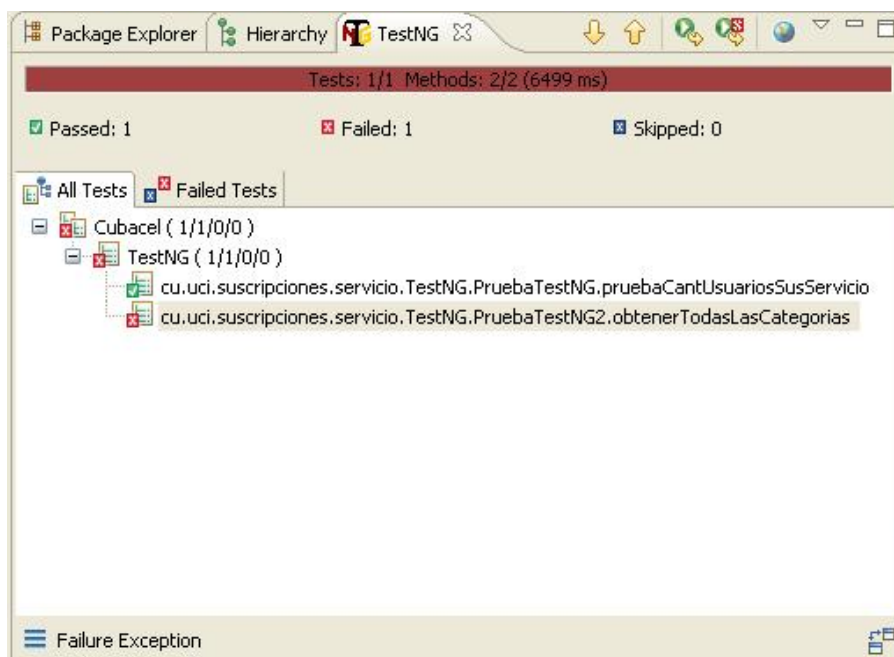 Package Explorer Hierarchy TestNG
Tests: 1/1 Methods: 2/2 (6499 ms)
Passed: 1 Failed: 1 Skipped: 0
All Tests Failed Tests
Cubacel ( 1/1/0/0 )
TestNG ( 1/1/0/0 )
cu.uci.suscripciones.servicio.TestNG.PruebaTestNG.pruebaCantUsuariosSusServicio
cu.uci.suscripciones.servicio.TestNG.PruebaTestNG2.obtenerTodasLasCategorias
Failure Exception